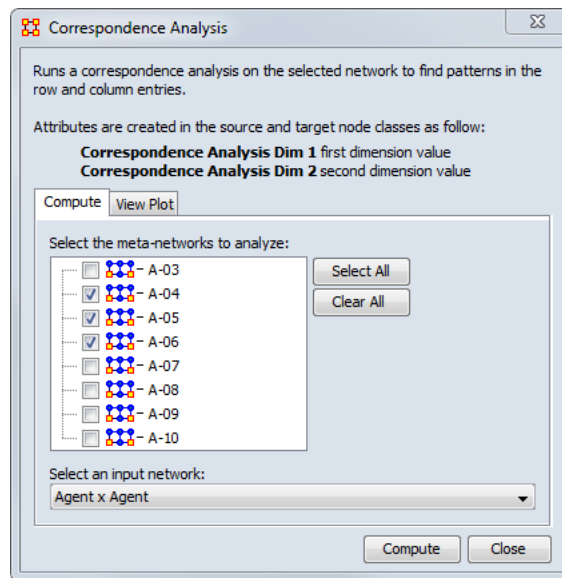 Correspondence Analysis
Runs a correspondence analysis on the selected network to find patterns in the
row and column entries.
Attributes are created in the source and target node classes as follow:
Correspondence Analysis Dim 1 first dimension value
Correspondence Analysis Dim 2 second dimension value
Compute View Plot
Select the meta-networks to analyze:
A-03
Select All
A-04
Clear All
A-05
A-06
A-07
A-08
A-09
A-10
Select an input network:
Agent x Agent
Compute Close